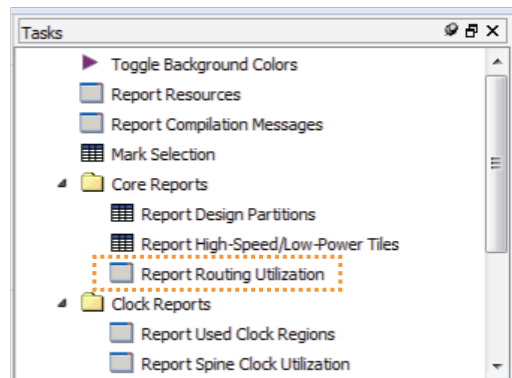 Tasks
Toggle Background Colors
Report Resources
Report Compilation Messages
Mark Selection
Core Reports
Report Design Partitions
Report High-Speed/Low-Power Tiles
Report Routing Utilization
Clock Reports
Report Used Clock Regions
Report Spine Clock Utilization